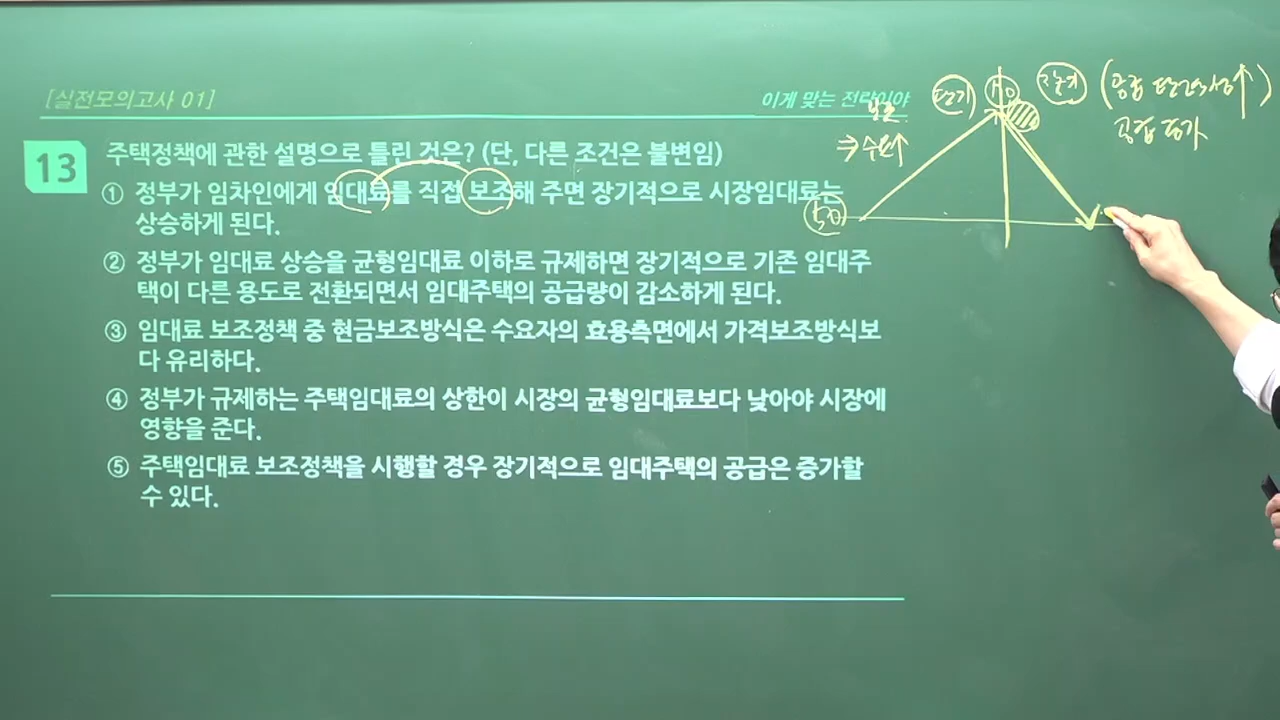 [실전모의고사 01]
이게 맞는 전략이야
13 주택정책에 관한 설명으로 틀린 것은? (단, 다른 조건은 불변임)
① 정부가 임차인에게 임대료를 직접 보조해 주면 장기적으로 시장임대료는
상승하게 된다.
② 정부가 임대료 상승을 균형임대료 이하로 규제하면 장기적으로 기존 임대주
택이 다른 용도로 전환되면서 임대주택의 공급량이 감소하게 된다.
③ 임대료 보조정책 중 현금보조방식은 수요자의 효용측면에서 가격보조방식보
다 유리하다.
④ 정부가 규제하는 주택임대료의 상한이 시장의 균형임대료보다 낮아야 시장에
영향을 준다.
⑤ 주택임대료 보조정책을 시행할 경우 장기적으로 임대주택의 공급은 증가할
수 있다.
단기
장기
⇒ 수요↑
공급 증가
50